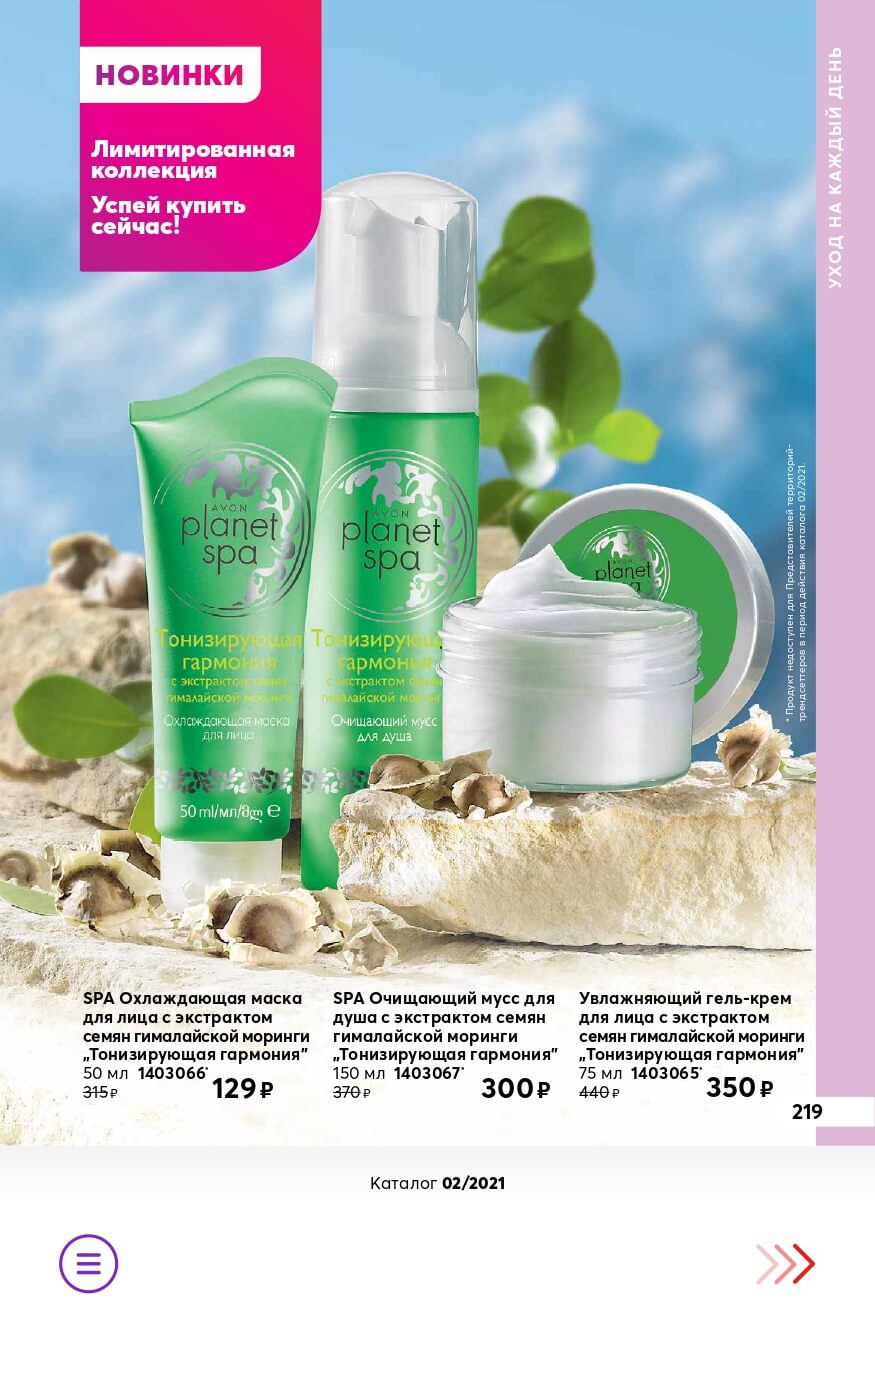 НОВИНКИ
Лимитированная
коллекция
Успей купить
сейчас!
УХОД НА КАЖДЫЙ ДЕНЬ
AVON
planet
spa
Тонизирующая
гармония
с экстрактом семян
гималайской моринги
Охлаждающая маска
для лица
50 ml/мл/მლ ℮
AVON
planet
spa
Тонизирующ
гармония
с экстрактом семян
гималайской моринг
Очищающий мусс
для душа
planet
* Продукт недоступен для Представителей территорий-
трендсеттеров в период действия каталога 02/2021.
SPA Охлаждающая маска
для лица с экстрактом
семян гималайской моринги
„Тонизирующая гармония”
50 мл 1403066*
315 ₽ 129 ₽
SPA Очищающий мусс для
душа с экстрактом семян
гималайской моринги
„Тонизирующая гармония”
150 мл 1403067*
370 ₽ 300 ₽
Увлажняющий гель-крем
для лица с экстрактом
семян гималайской моринги
„Тонизирующая гармония”
75 мл 1403065*
440 ₽ 350 ₽
219
Каталог 02/2021